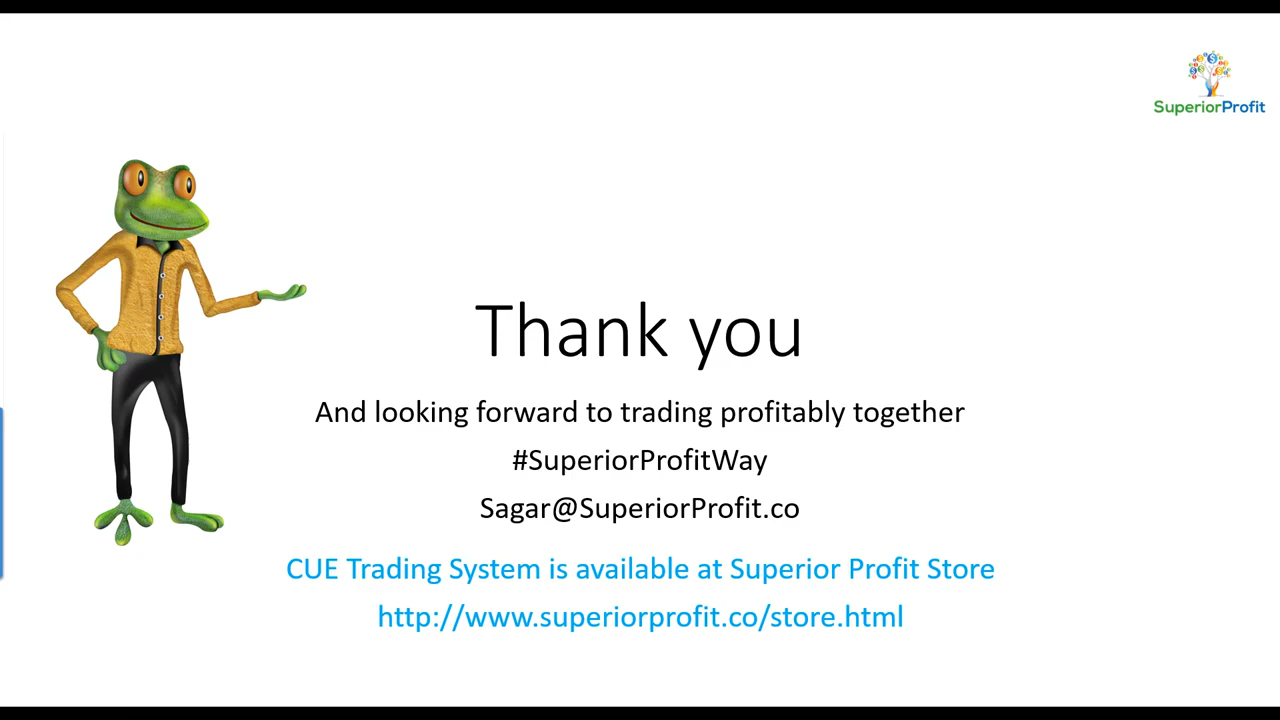 SuperiorProfit
Thank you
And looking forward to trading profitably together
#SuperiorProfitWay
Sagar@SuperiorProfit.co
CUE Trading System is available at Superior Profit Store
http://www.superiorprofit.co/store.html